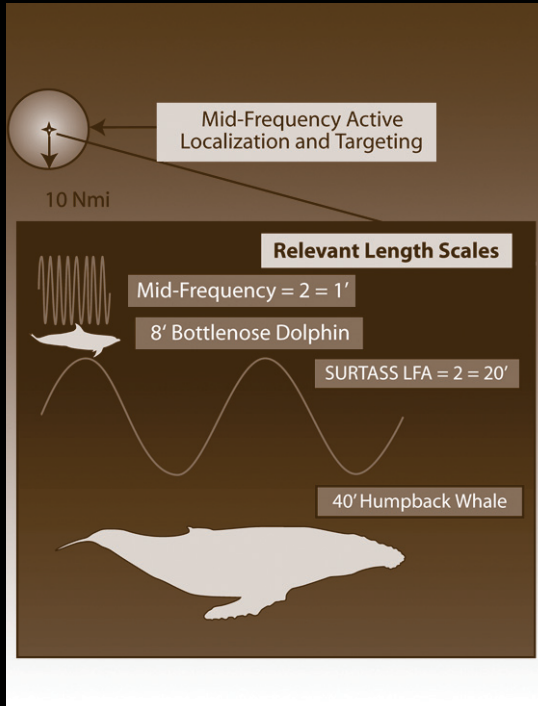 Mid-Frequency Active
Localization and Targeting
10 Nmi
Relevant Length Scales
Mid-Frequency = 2 = 1′
8′ Bottlenose Dolphin
SURTASS LFA = 2 = 20′
40′ Humpback Whale